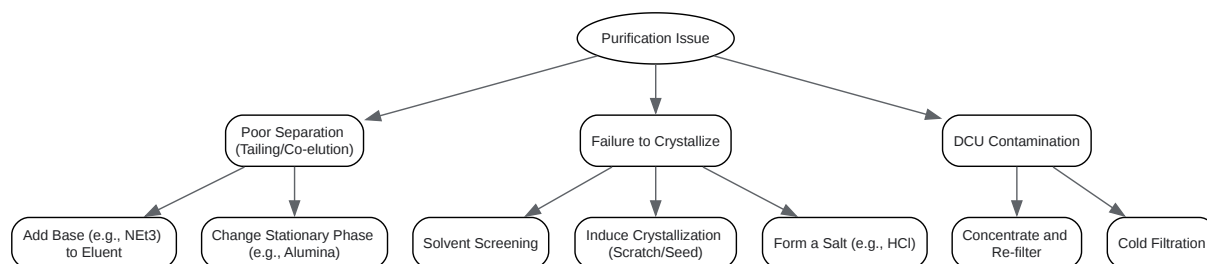 Purification Issue
Poor Separation
(Tailing/Co-elution)
Failure to Crystallize
DCU Contamination
Add Base (e.g., NEt3)
to Eluent
Change Stationary Phase
(e.g., Alumina)
Solvent Screening
Induce Crystallization
(Scratch/Seed)
Form a Salt (e.g., HCl)
Concentrate and
Re-filter
Cold Filtration